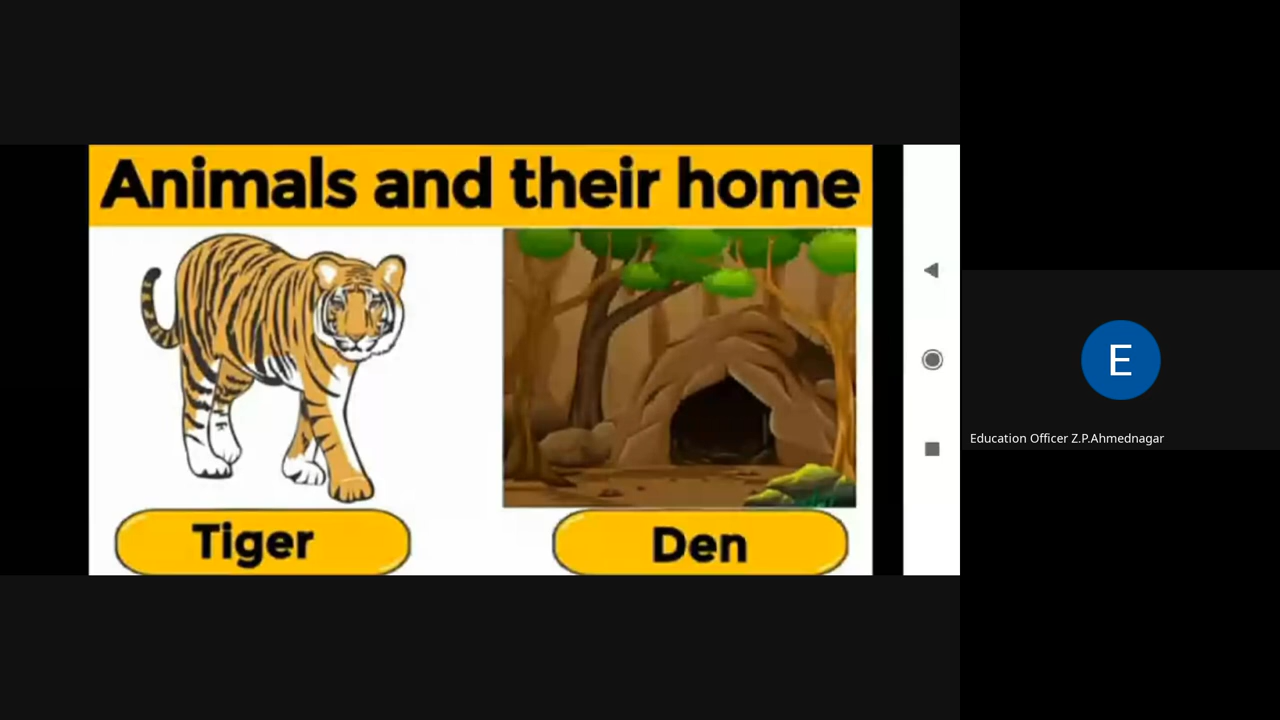 Animals and their home
Tiger
Den
E
Education Officer Z.P.Ahmednagar